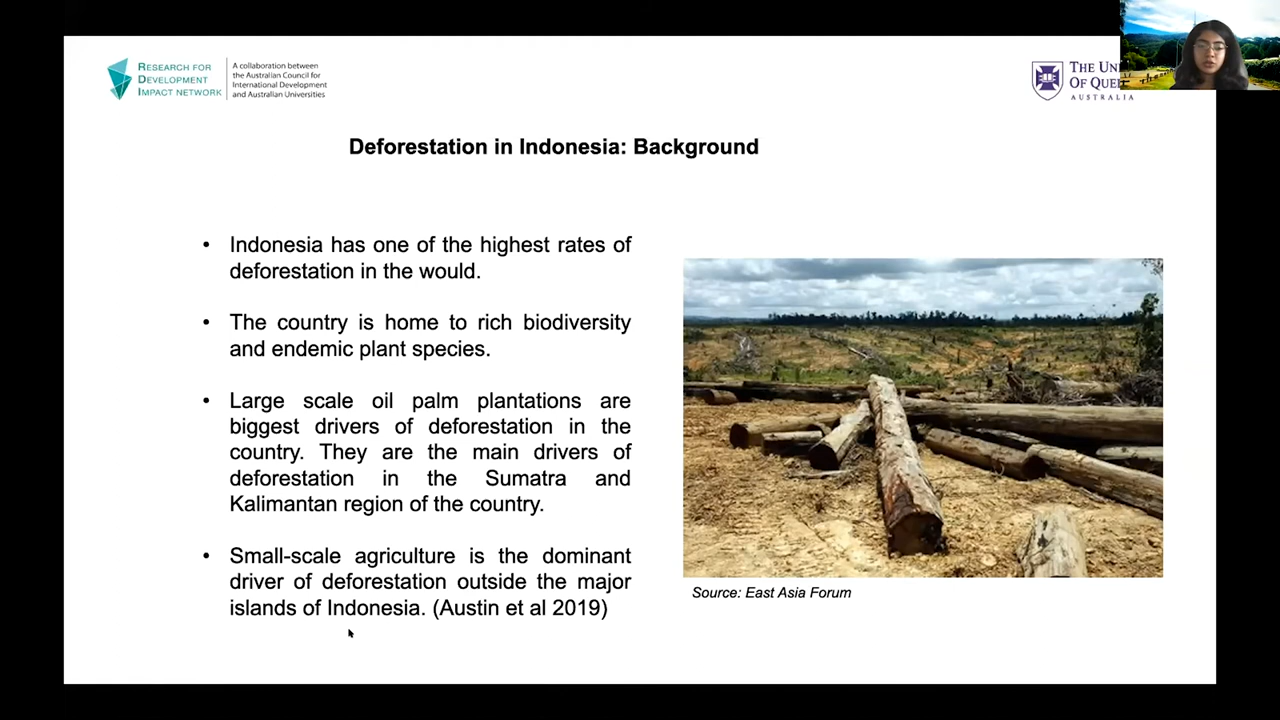 RESEARCH FOR
DEVELOPMENT
IMPACT NETWORK
A collaboration between
the Australian Council for
International Development
and Australian Universities
THE
OF
AUSTRALIA
Deforestation in Indonesia: Background
• Indonesia has one of the highest rates of
deforestation in the would.
• The country is home to rich biodiversity
and endemic plant species.
• Large scale oil palm plantations are
biggest drivers of deforestation in the
country. They are the main drivers of
deforestation in the Sumatra and
Kalimantan region of the country.
• Small-scale agriculture is the dominant
driver of deforestation outside the major
islands of Indonesia. (Austin et al 2019)
Source: East Asia Forum